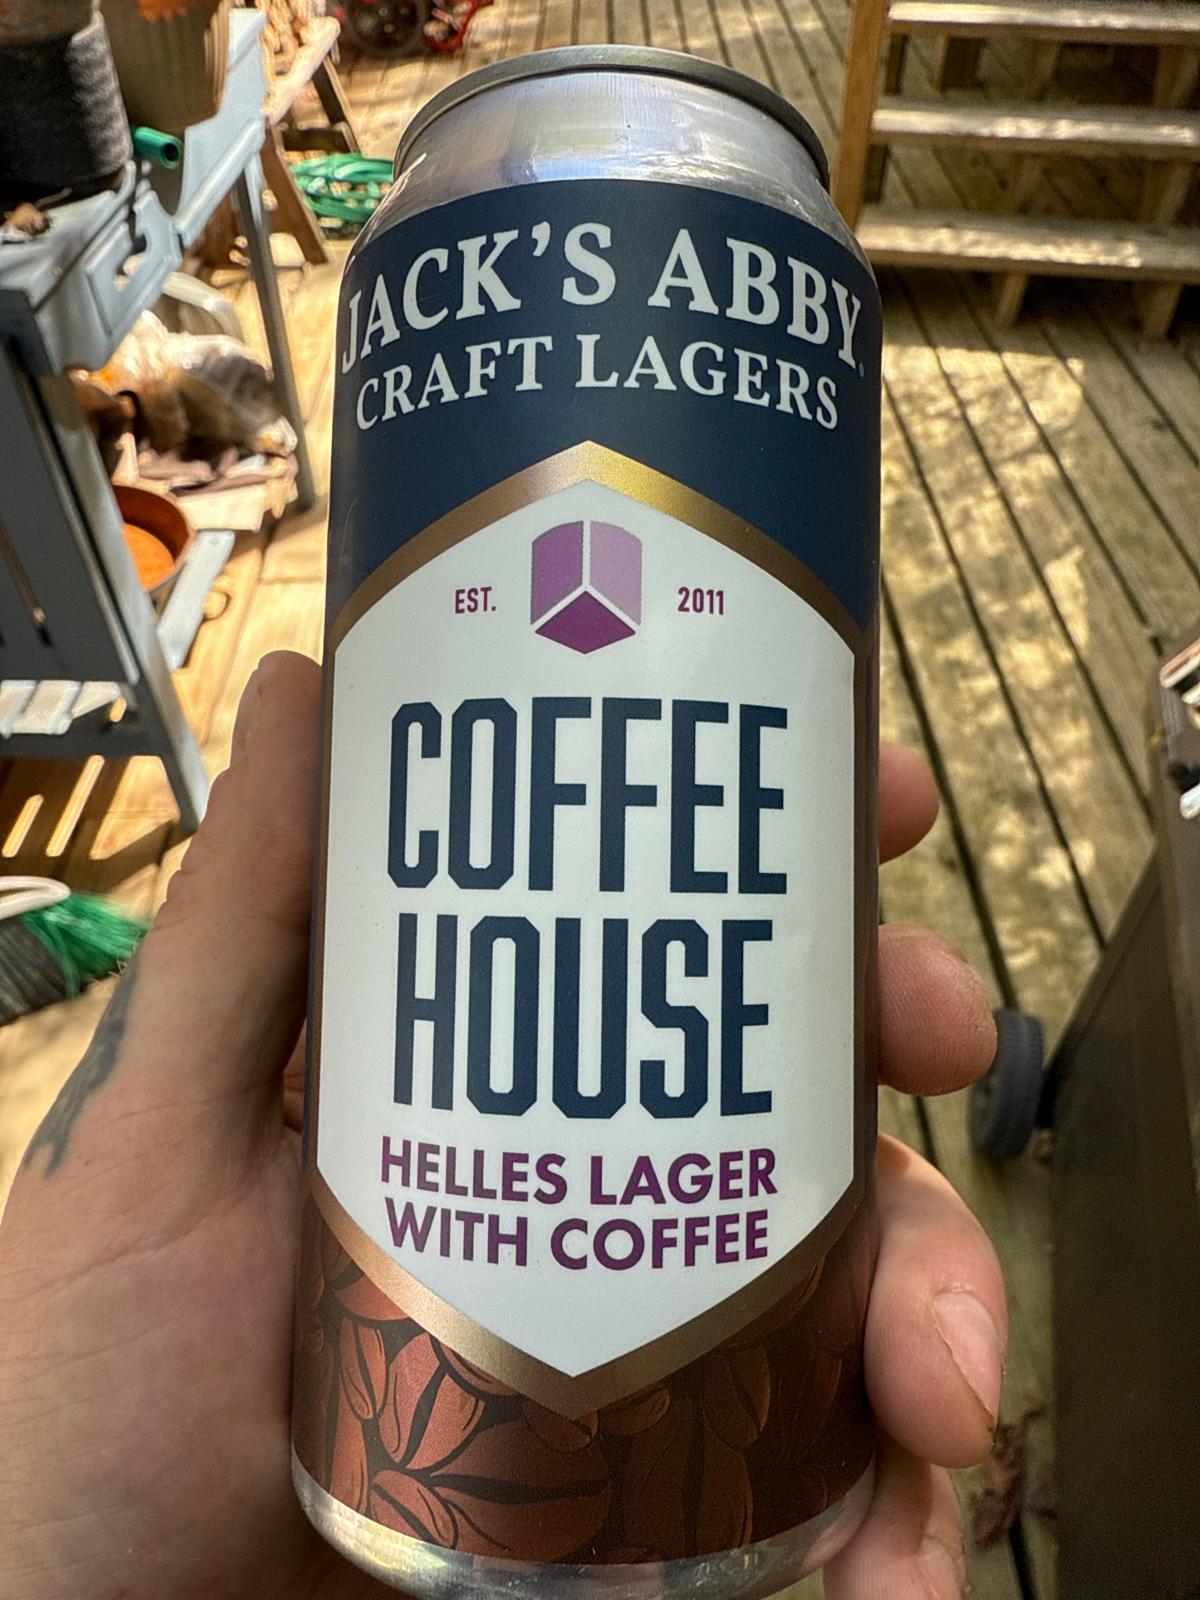 JACK'S ABBY
CRAFT LAGERS
EST. 2011
COFFEE
HOUSE
HELLES LAGER
WITH COFFEE